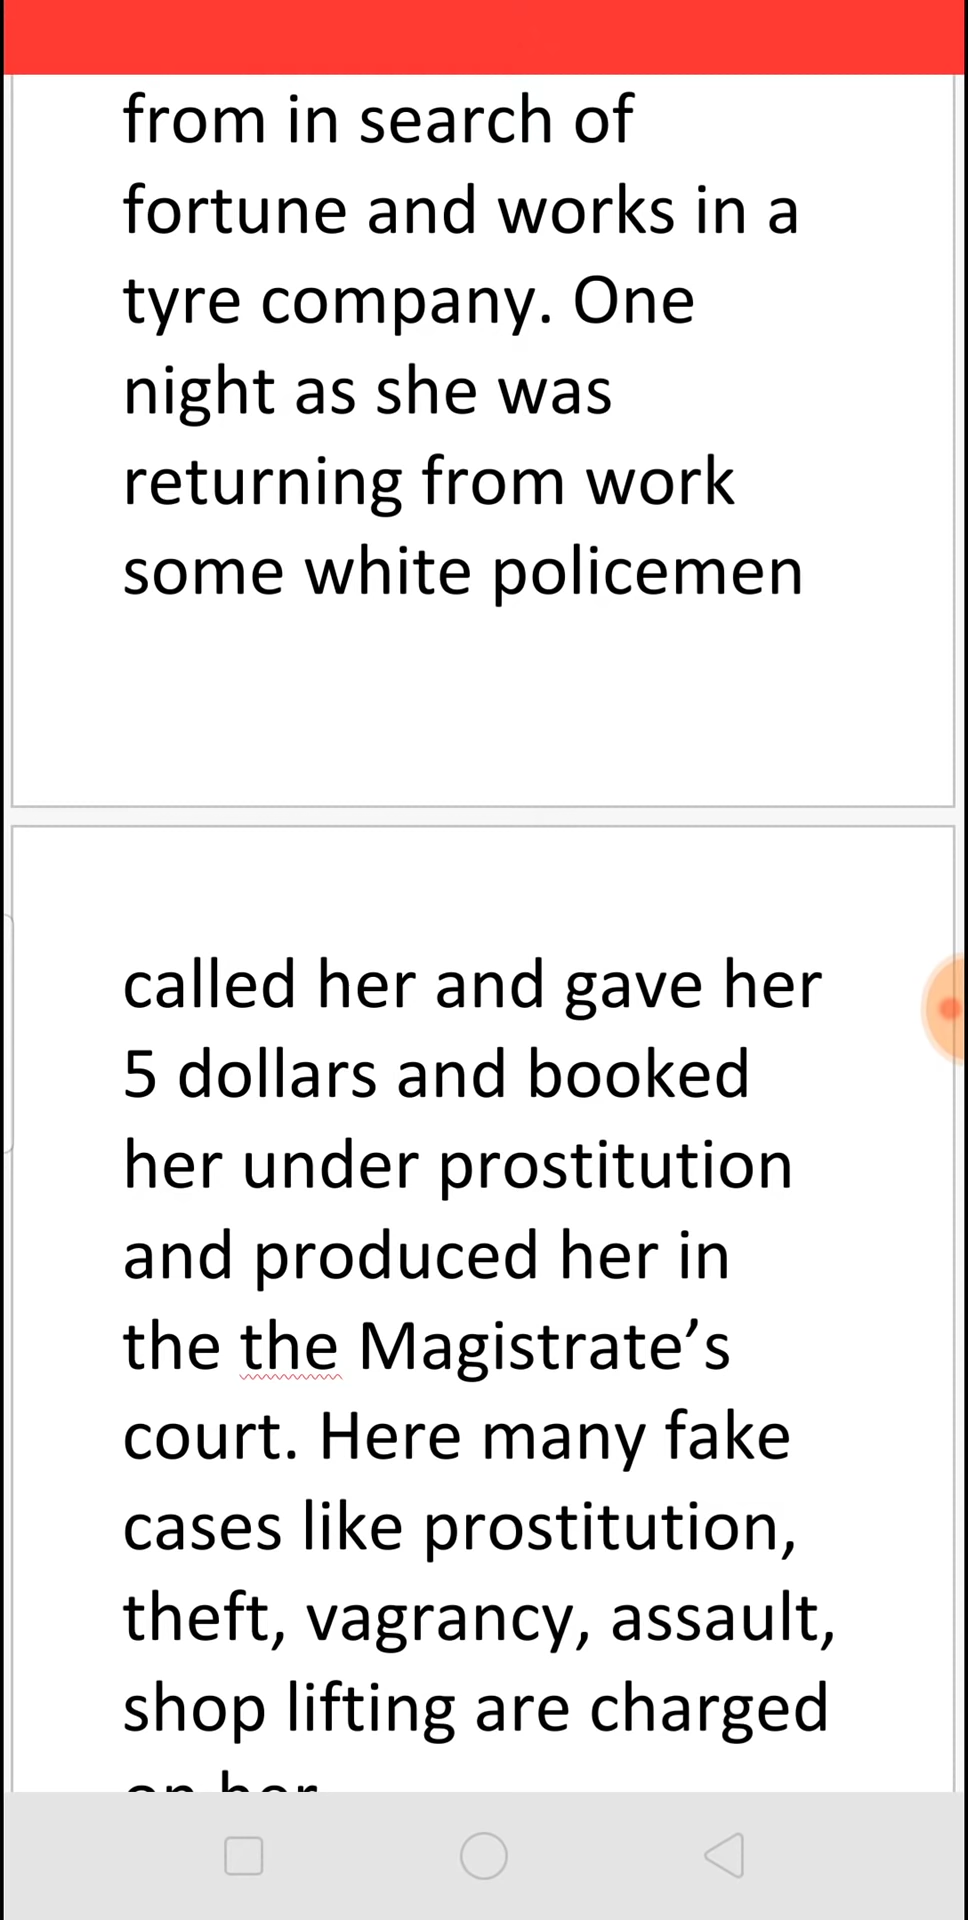 from in search of
fortune and works in a
tyre company. One
night as she was
returning from work
some white policemen
called her and gave her
5 dollars and booked
her under prostitution
and produced her in
the the Magistrate’s
court. Here many fake
cases like prostitution,
theft, vagrancy, assault,
shop lifting are charged
on her